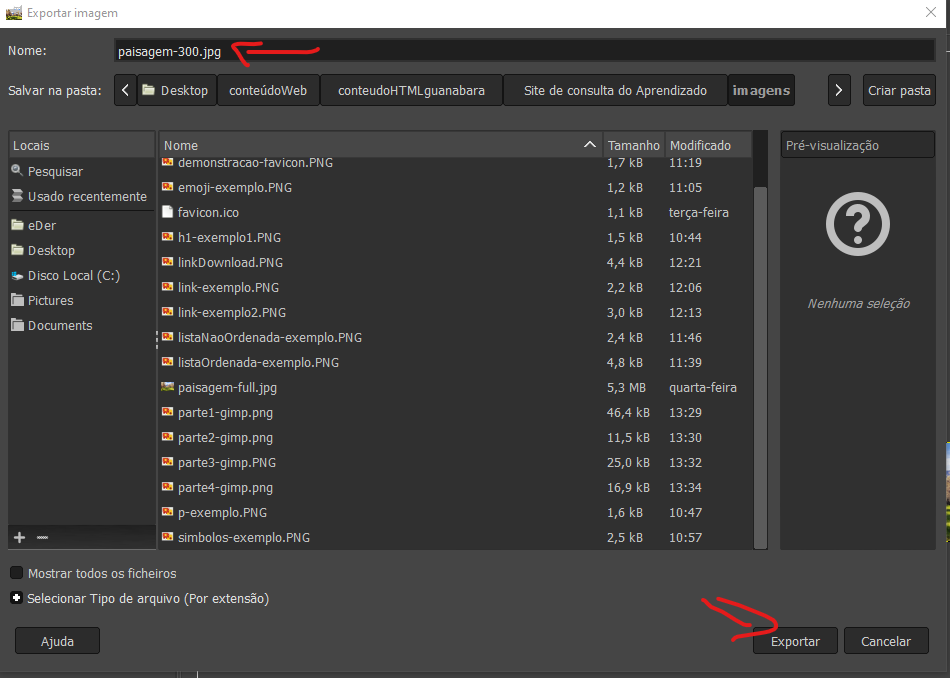 Exportar imagem
Nome:
paisagem-300.jpg
Salvar na pasta:
Desktop
conteúdoWeb
conteudoHTMLguanabara
Site de consulta do Aprendizado
imagens
Criar pasta
Locais
Pesquisar
Usado recentemente
eDer
Desktop
Disco Local (C:)
Pictures
Documents
Nome Tamanho Modificado
demonstracao-favicon.PNG 1,7 kB 11:19
emoji-exemplo.PNG 1,2 kB 11:05
favicon.ico 1,1 kB terça-feira
h1-exemplo1.PNG 1,5 kB 10:44
linkDownload.PNG 4,4 kB 12:21
link-exemplo.PNG 2,2 kB 12:06
link-exemplo2.PNG 3,0 kB 12:13
listaNaoOrdenada-exemplo.PNG 2,4 kB 11:46
listaOrdenada-exemplo.PNG 4,8 kB 11:39
paisagem-full.jpg 5,3 MB quarta-feira
parte1-gimp.png 46,4 kB 13:29
parte2-gimp.png 11,5 kB 13:30
parte3-gimp.PNG 25,0 kB 13:32
parte4-gimp.png 16,9 kB 13:34
p-exemplo.PNG 1,6 kB 10:47
simbolos-exemplo.PNG 2,5 kB 10:57
Pré-visualização
Nenhuma seleção
Mostrar todos os ficheiros
Selecionar Tipo de arquivo (Por extensão)
Ajuda
Exportar
Cancelar